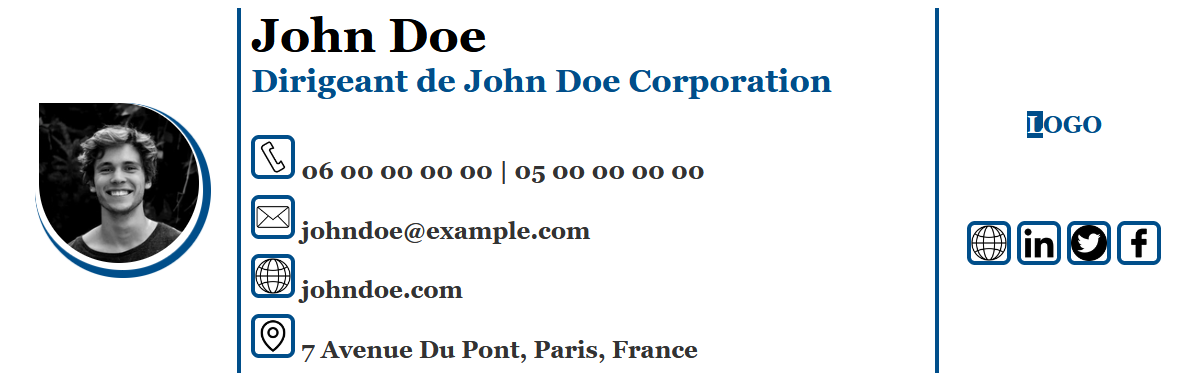 John Doe
Dirigeant de John Doe Corporation
06 00 00 00 00 | 05 00 00 00 00
johndoe@example.com
johndoe.com
7 Avenue Du Pont, Paris, France
LOGO
in
f